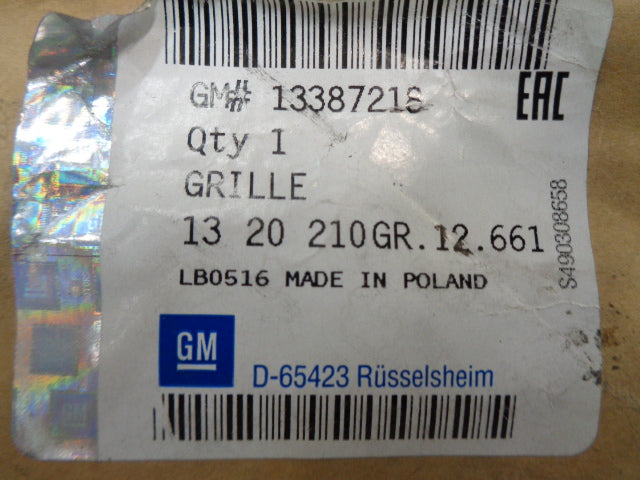 GM# 13387218
EAC
Qty 1
GRILLE
13 20 210GR.12.661
LB0516 MADE IN POLAND
S490308658
GM
D-65423 Rüsselsheim